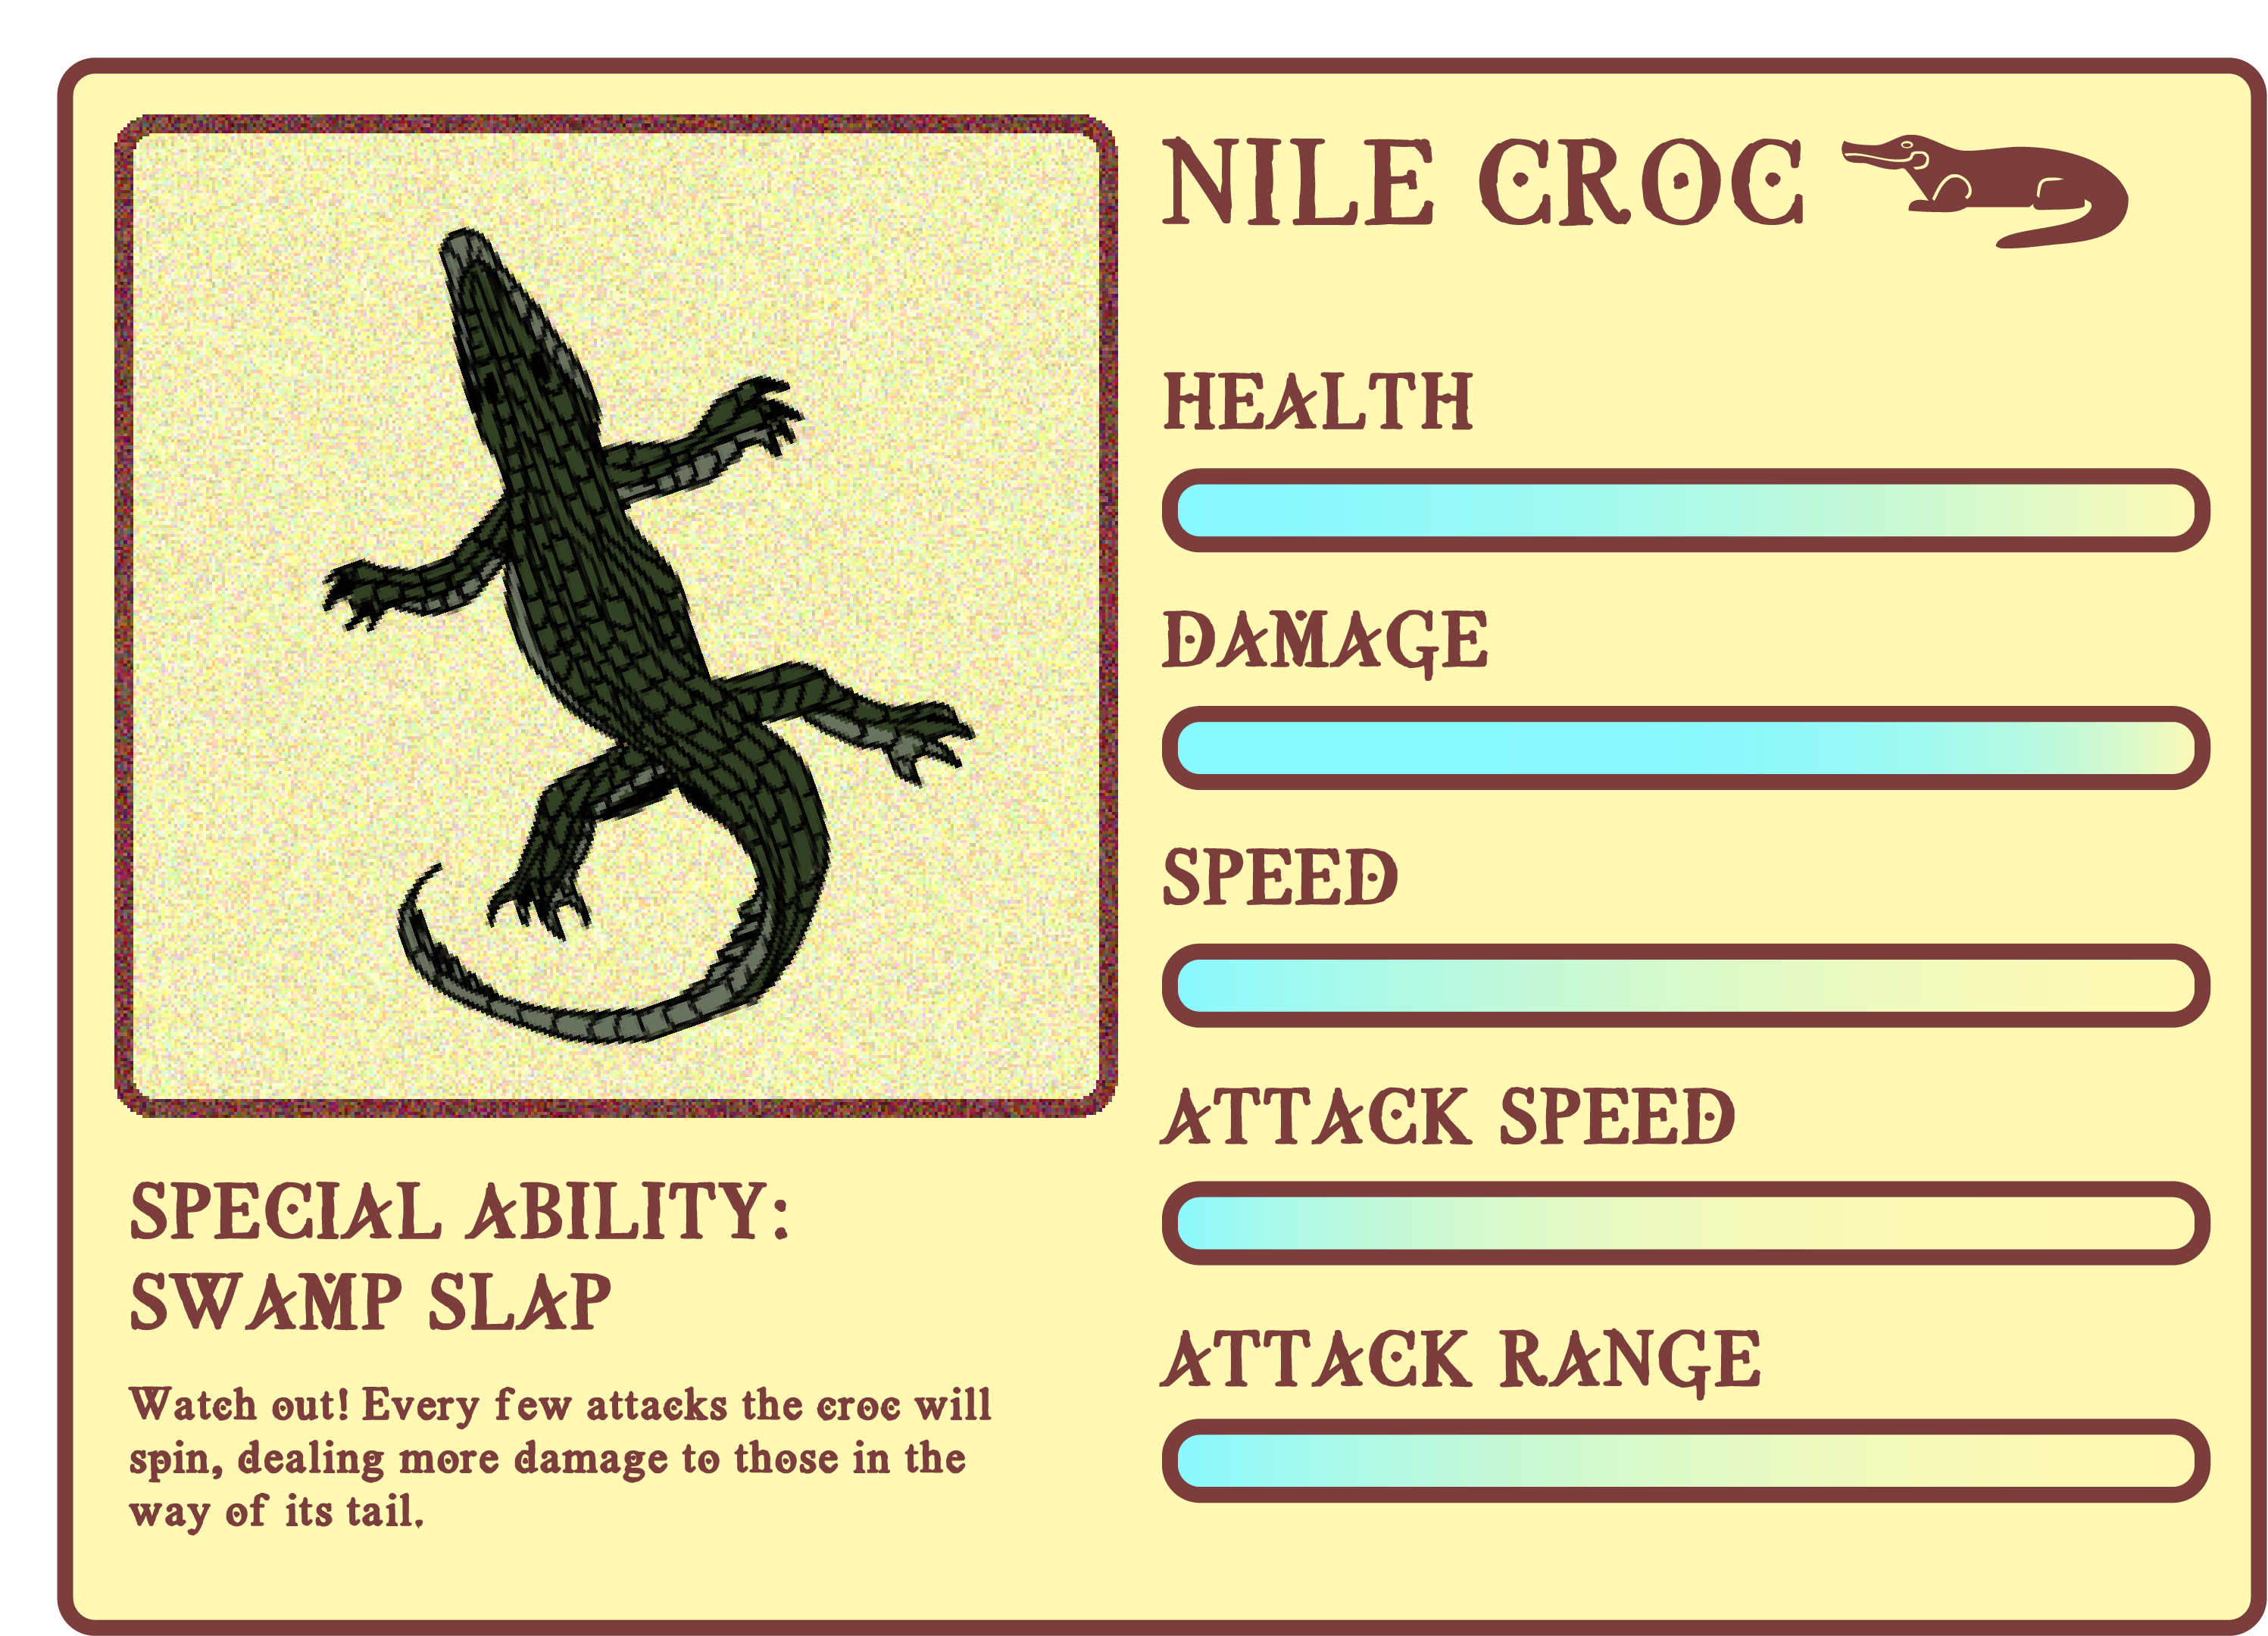 NILE CROC
HEALTH
DAMAGE
SPEED
ATTACK SPEED
ATTACK RANGE
SPECIAL ABILITY:
SWAMP SLAP
Watch out! Every few attacks the croc will
spin, dealing more damage to those in the
way of its tail.